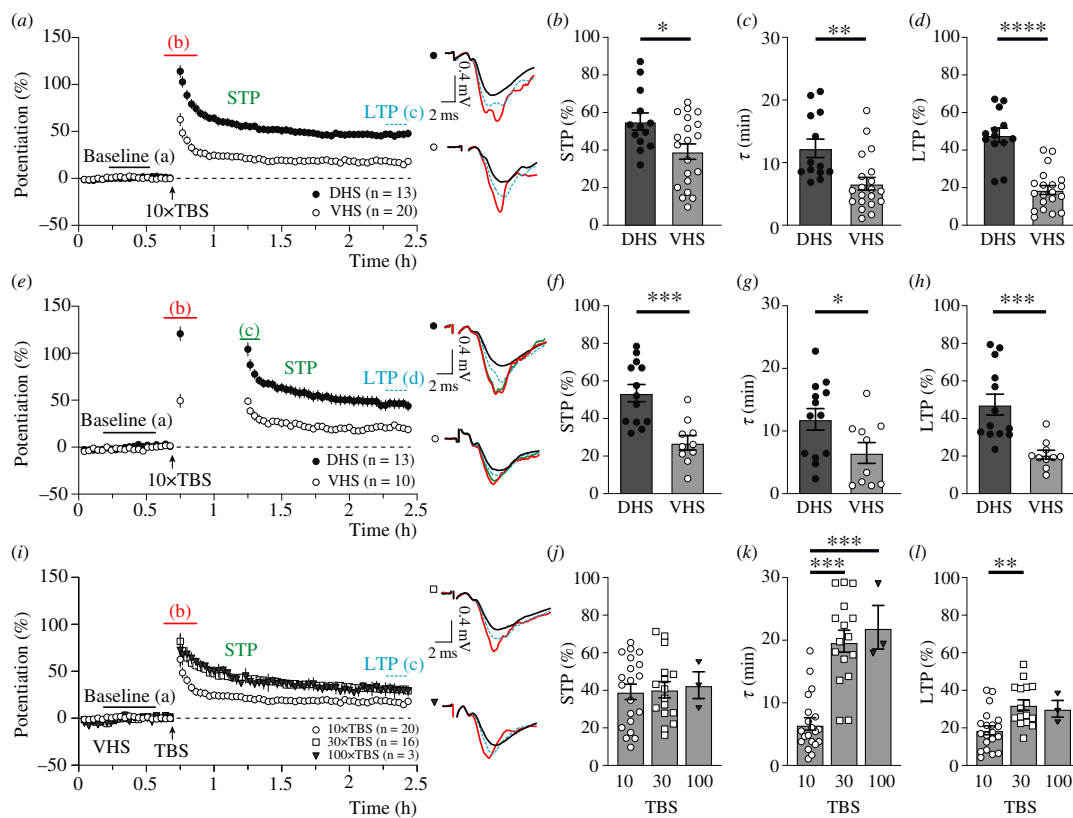 (a)
Potentiation (%)
150
100
50
0
–50
(b)
STP
LTP (c)
Baseline (a)
10×TBS
DHS (n = 13)
VHS (n = 20)
0
0.5
1
1.5
2
2.5
Time (h)
0.4 mV
2 ms
(b)
STP (%)
100
80
60
40
20
0
*
DHS
VHS
(c)
τ (min)
30
20
10
0
**
DHS
VHS
(d)
LTP (%)
100
80
60
40
20
0
****
DHS
VHS
(e)
Potentiation (%)
150
100
50
0
–50
(b)
(c)
STP
LTP (d)
Baseline (a)
10×TBS
DHS (n = 13)
VHS (n = 10)
0
0.5
1
1.5
2
2.5
Time (h)
0.4 mV
2 ms
(f)
STP (%)
100
80
60
40
20
0
***
DHS
VHS
(g)
τ (min)
30
20
10
0
*
DHS
VHS
(h)
LTP (%)
100
80
60
40
20
0
***
DHS
VHS
(i)
Potentiation (%)
150
100
50
0
–50
(b)
STP
LTP (c)
Baseline (a)
VHS
TBS
10×TBS (n = 20)
30×TBS (n = 16)
100×TBS (n = 3)
0
0.5
1
1.5
2
2.5
Time (h)
0.4 mV
2 ms
(j)
STP (%)
100
80
60
40
20
0
10
30
100
TBS
(k)
τ (min)
30
20
10
0
***
***
10
30
100
TBS
(l)
LTP (%)
100
80
60
40
20
0
**
10
30
100
TBS